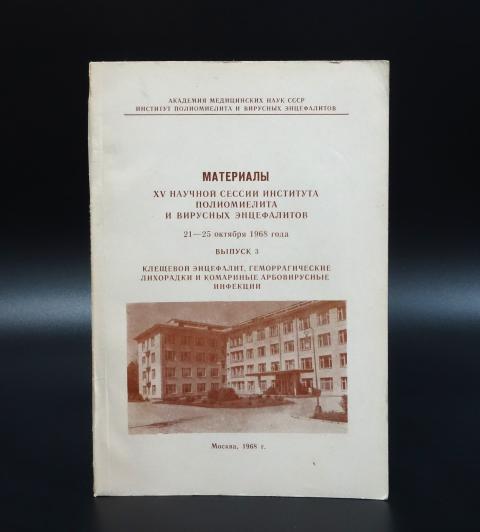 АКАДЕМИЯ МЕДИЦИНСКИХ НАУК СССР
ИНСТИТУТ ПОЛИОМИЕЛИТА И ВИРУСНЫХ ЭНЦЕФАЛИТОВ
МАТЕРИАЛЫ
XV НАУЧНОЙ СЕССИИ ИНСТИТУТА
ПОЛИОМИЕЛИТА
И ВИРУСНЫХ ЭНЦЕФАЛИТОВ
21—25 октября 1968 года
ВЫПУСК 3
КЛЕЩЕВОЙ ЭНЦЕФАЛИТ, ГЕМОРРАГИЧЕСКИЕ
ЛИХОРАДКИ И КОМАРИНЫЕ АРБОВИРУСНЫЕ
ИНФЕКЦИИ
Москва, 1968 г.